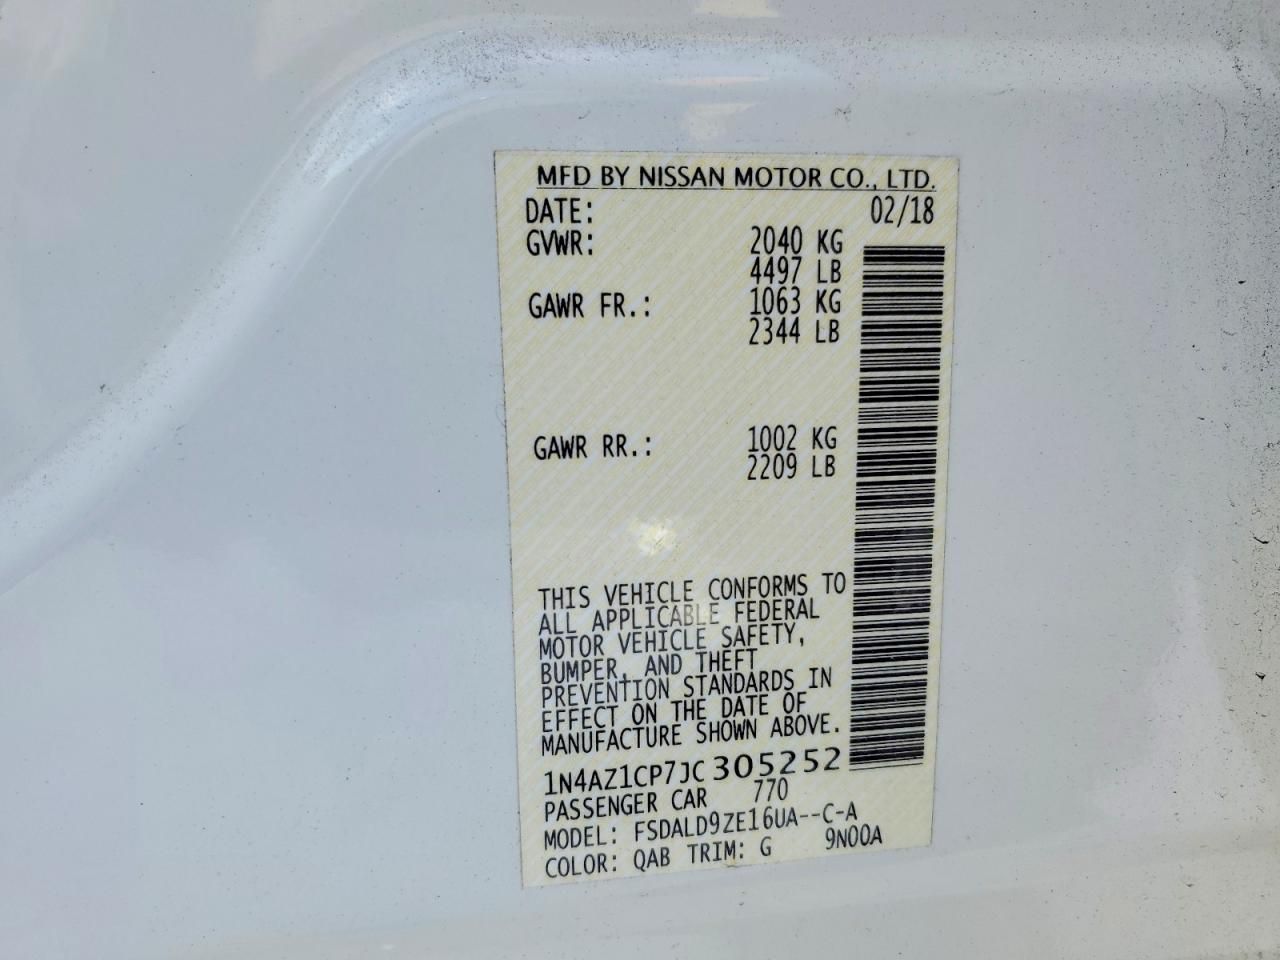 MFD BY NISSAN MOTOR CO., LTD.
DATE: 02/18
GVWR: 2040 KG
4497 LB
GAWR FR.: 1063 KG
2344 LB
GAWR RR.: 1002 KG
2209 LB
THIS VEHICLE CONFORMS TO
ALL APPLICABLE FEDERAL
MOTOR VEHICLE SAFETY,
BUMPER, AND THEFT
PREVENTION STANDARDS IN
EFFECT ON THE DATE OF
MANUFACTURE SHOWN ABOVE.
1N4AZ1CP7JC 305252
PASSENGER CAR 770
MODEL: FSDALD9ZE16UA--C-A
COLOR: QAB TRIM: G 9N00A